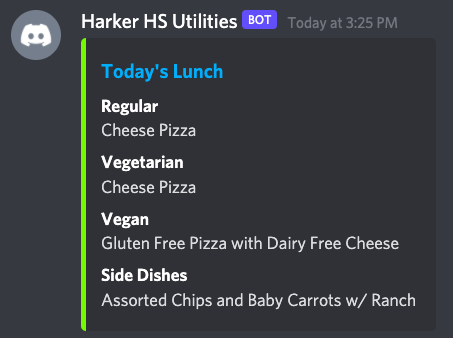 Harker HS Utilities BOT Today at 3:25 PM
Today's Lunch
Regular
Cheese Pizza
Vegetarian
Cheese Pizza
Vegan
Gluten Free Pizza with Dairy Free Cheese
Side Dishes
Assorted Chips and Baby Carrots w/ Ranch